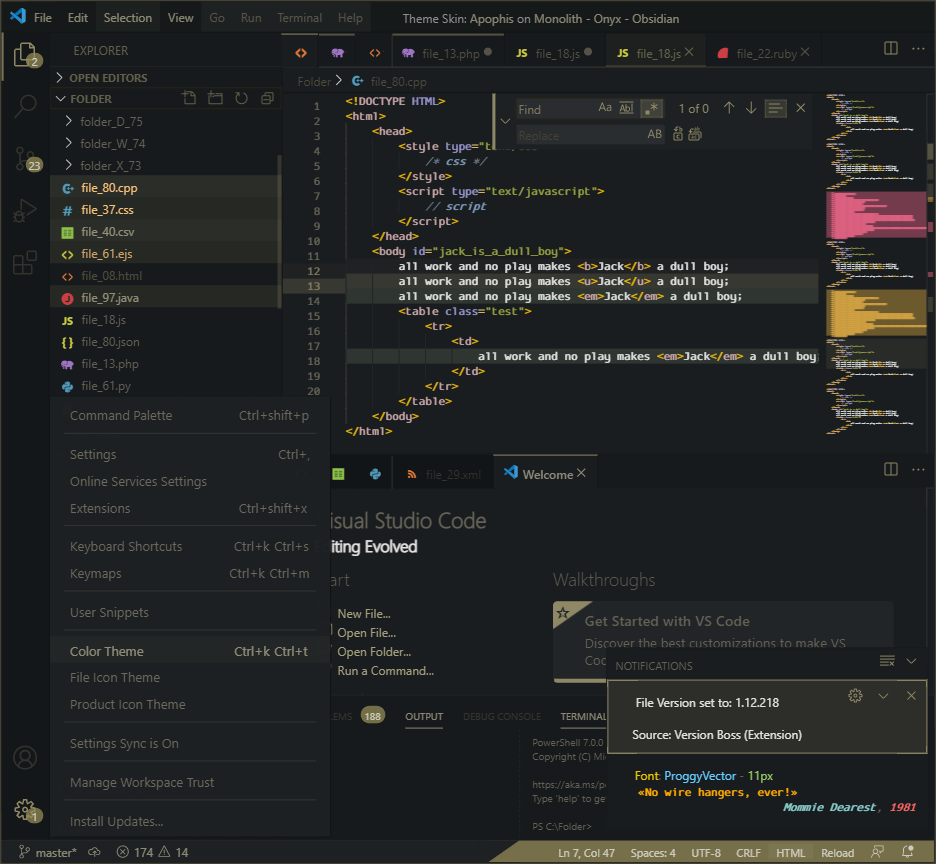 File Edit Selection View Go Run Terminal Help Theme Skin: Apophis on Monolith - Onyx - Obsidian
EXPLORER
2
OPEN EDITORS
FOLDER
folder_D_75
folder_W_74
folder_X_73
23
file_80.cpp
file_37.css
file_40.csv
file_61.ejs
file_08.html
file_97.java
JS file_18.js
{} file_80.json
file_13.php
file_61.py
file_13.php JS file_18.js JS file_18.js file_22.ruby
Folder file_80.cpp
Find Aa Abl .* 1 of 0
Replace AB
1 <!DOCTYPE HTML>
2 <html>
3 <head>
4 <style type="text/css"
5 /* css */
6 </style>
7 <script type="text/javascript">
8 // script
9 </script>
10 </head>
11 <body id="jack_is_a_dull_boy">
12 all work and no play makes <b>Jack</b> a dull boy;
13 all work and no play makes <u>Jack</u> a dull boy;
14 all work and no play makes <em>Jack</em> a dull boy;
15 <table class="test">
16 <tr>
17 <td>
18 all work and no play makes <em>Jack</em> a dull boy
19 </td>
20 </tr>
</table>
</body>
</html>
Command Palette Ctrl+shift+p
Settings Ctrl+,
Online Services Settings
Extensions Ctrl+shift+x
Keyboard Shortcuts Ctrl+k Ctrl+s
Keymaps Ctrl+k Ctrl+m
User Snippets
Color Theme Ctrl+k Ctrl+t
File Icon Theme
Product Icon Theme
Settings Sync is On
Manage Workspace Trust
Install Updates...
1
file_29.xml Welcome
isual Studio Code
iting Evolved
art
New File...
Open File...
Open Folder...
Run a Command...
Walkthroughs
Get Started with VS Code
Discover the best customizations to make VS
Coo
EMS 188 OUTPUT DEBUG CONSOLE TERMINAL
PowerShell 7.0.0
Copyright (C) Mi
https://aka.ms/p
Type 'help' to ge
PS C:\Folder>
NOTIFICATIONS
File Version set to: 1.12.218
Source: Version Boss (Extension)
Font: ProggyVector - 11px
«No wire hangers, ever!»
Mommie Dearest, 1981
master* 174 14 Ln 7, Col 47 Spaces: 4 UTF-8 CRLF HTML Reload